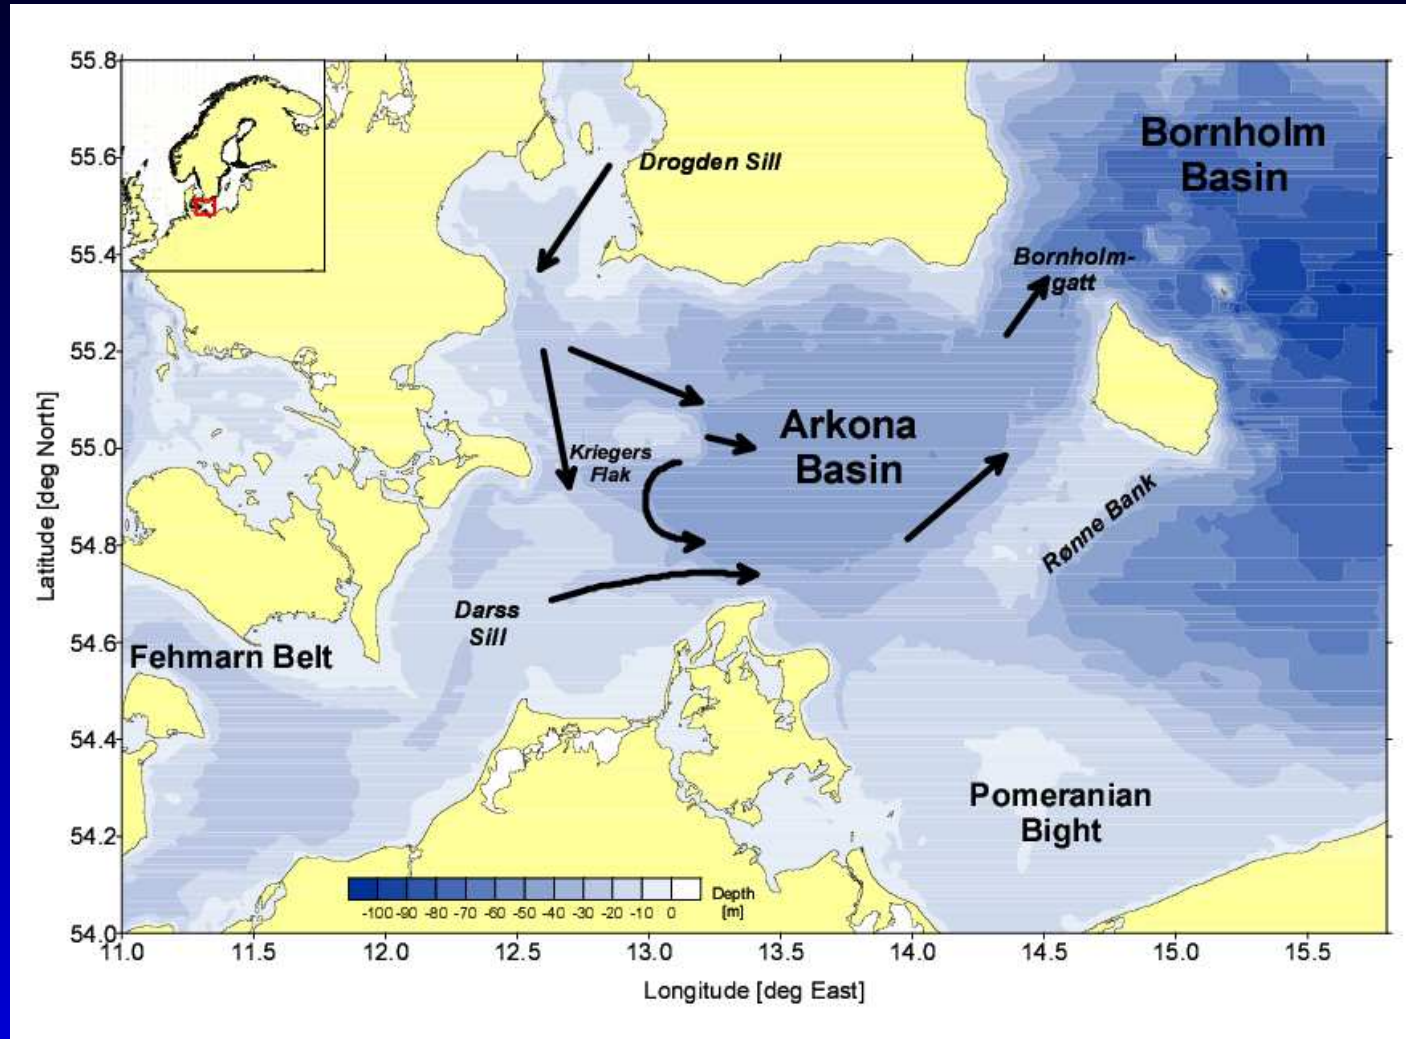 55.8
55.6
55.4
55.2
55.0
54.8
54.6
54.4
54.2
54.0
Latitude [deg North]
Drogden Sill
Bornholm
Basin
Bornholm-
gatt
Kriegers
Flak
Arkona
Basin
Rønne Bank
Darss
Sill
Fehmarn Belt
Pomeranian
Bight
-100 -90 -80 -70 -60 -50 -40 -30 -20 -10 0
Depth
[m]
11.0 11.5 12.0 12.5 13.0 13.5 14.0 14.5 15.0 15.5
Longitude [deg East]